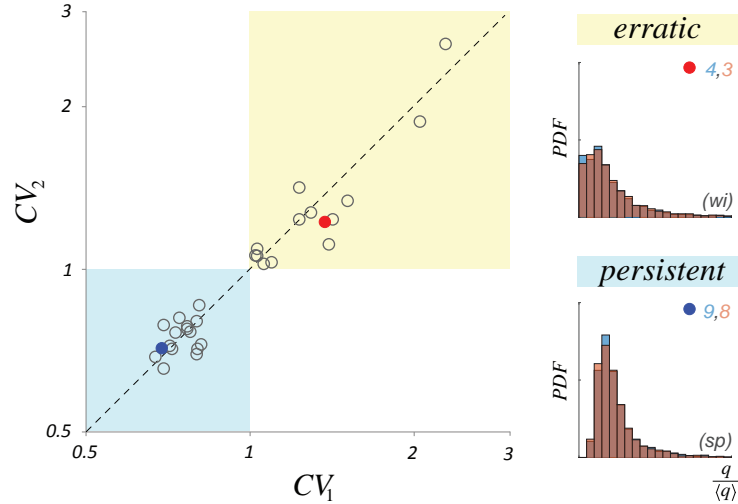 3
2
1
0.5
CV2
0.5
1
2
3
CV1
erratic
4,3
PDF
(wi)
persistent
9,8
PDF
(sp)
q
⟨q⟩